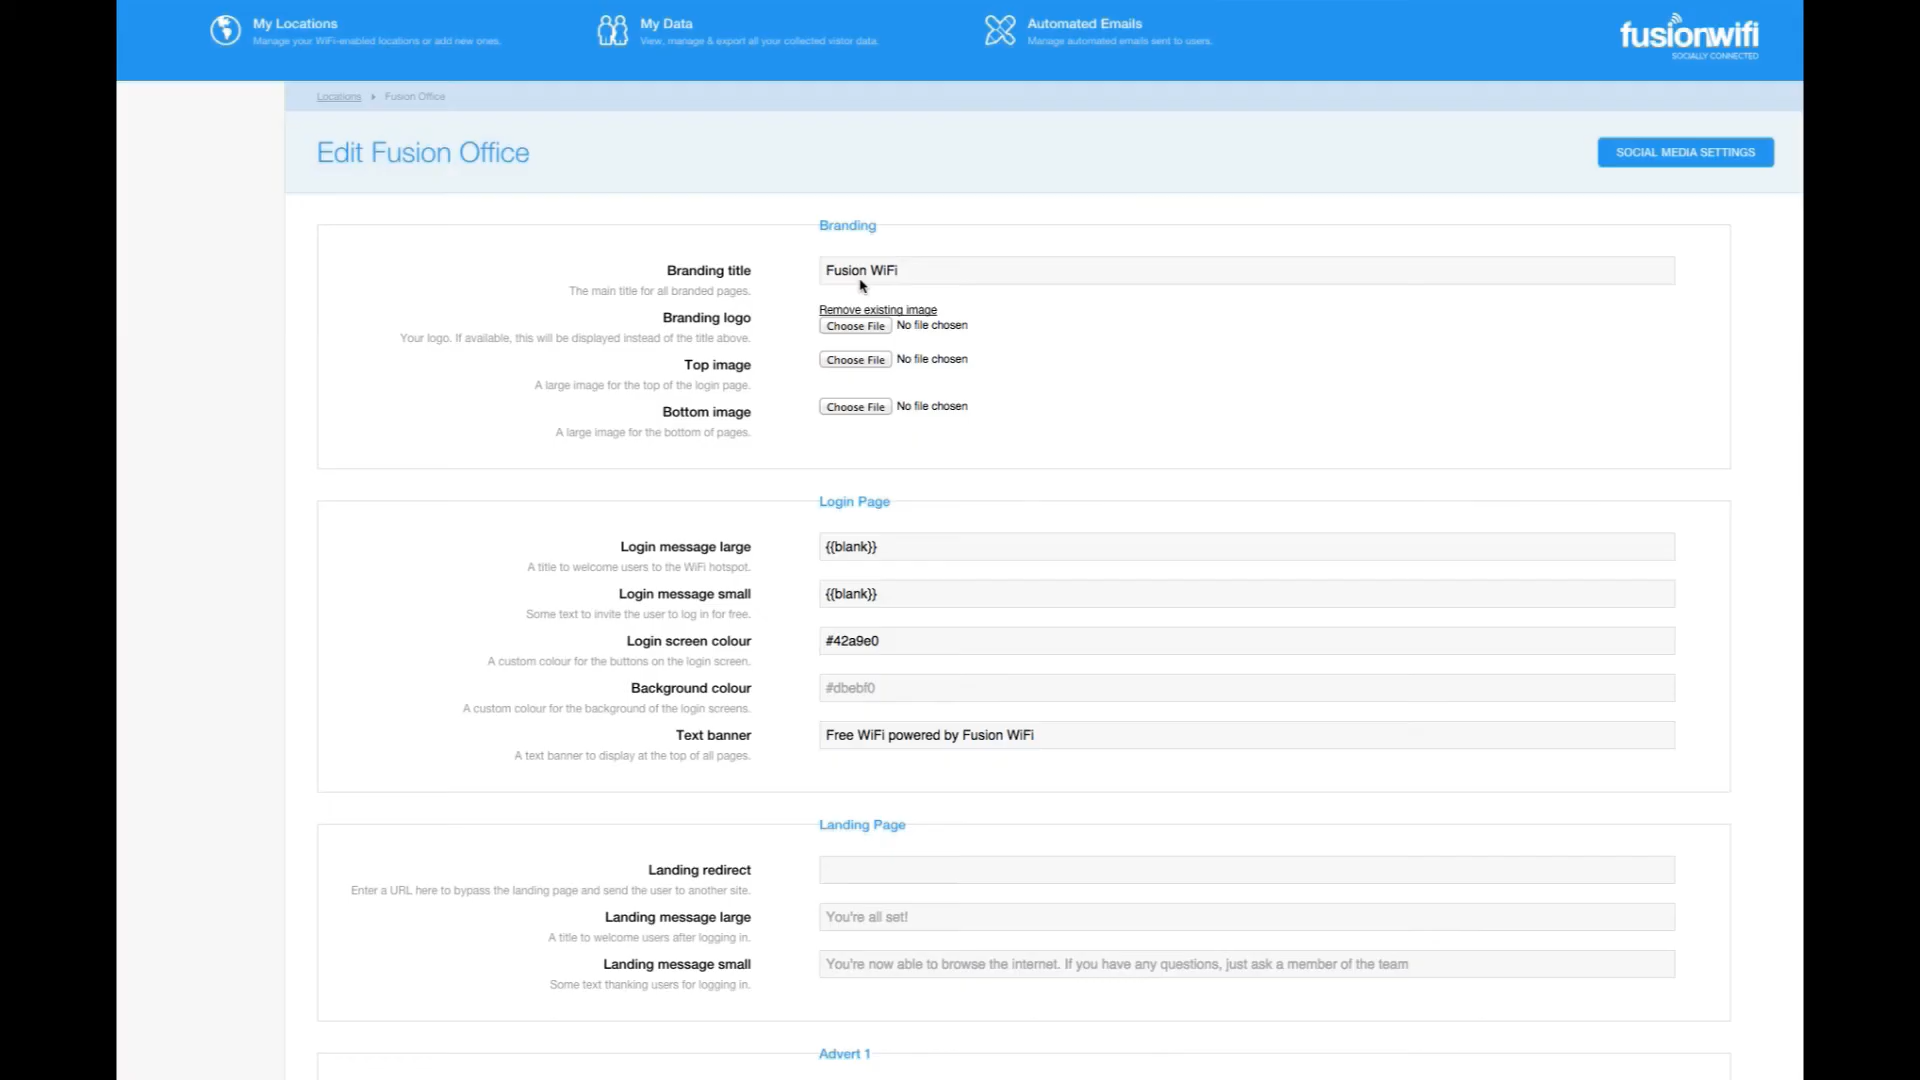 My Locations
Manage your WiFi-enabled locations or add new ones.
My Data
View, manage & export all your collected visitor data.
Automated Emails
Manage automated emails sent to users.
fusionwifi
SOCIALLY CONNECTED
Locations
Fusion Office
Edit Fusion Office
SOCIAL MEDIA SETTINGS
Branding
Branding title
Fusion WiFi
The main title for all branded pages.
Remove existing image
Branding logo
Choose File No file chosen
Your logo. If available, this will be displayed instead of the title above.
Top image
Choose File No file chosen
A large image for the top of the login page.
Bottom image
Choose File No file chosen
A large image for the bottom of pages.
Login Page
Login message large
{{blank}}
A title to welcome users to the WiFi hotspot.
Login message small
{{blank}}
Some text to invite the user to log in for free.
Login screen colour
#42a9e0
A custom colour for the buttons on the login screen.
Background colour
#dbebf0
A custom colour for the background of the login screens.
Text banner
Free WiFi powered by Fusion WiFi
A text banner to display at the top of all pages.
Landing Page
Landing redirect
Enter a URL here to bypass the landing page and send the user to another site.
Landing message large
You're all set!
A title to welcome users after logging in.
Landing message small
You're now able to browse the internet. If you have any questions, just ask a member of the team
Some text thanking users for logging in.
Advert 1